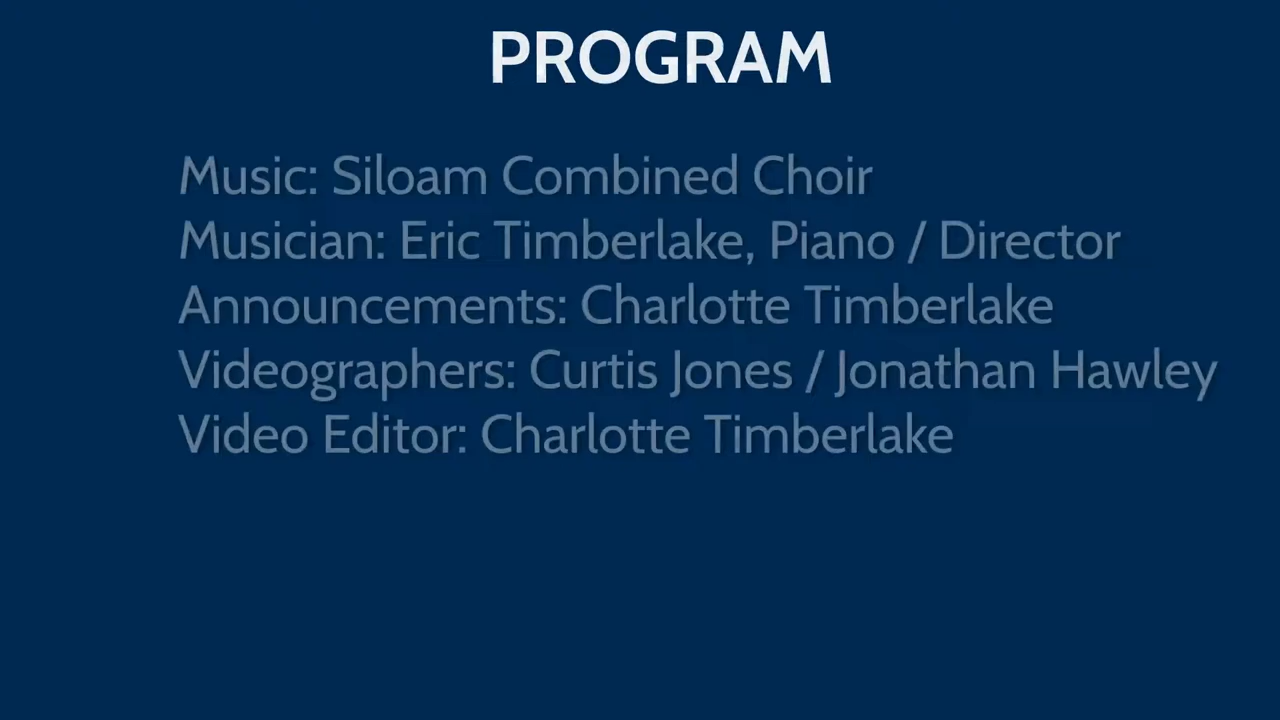 PROGRAM
Music: Siloam Combined Choir
Musician: Eric Timberlake, Piano / Director
Announcements: Charlotte Timberlake
Videographers: Curtis Jones / Jonathan Hawley
Video Editor: Charlotte Timberlake